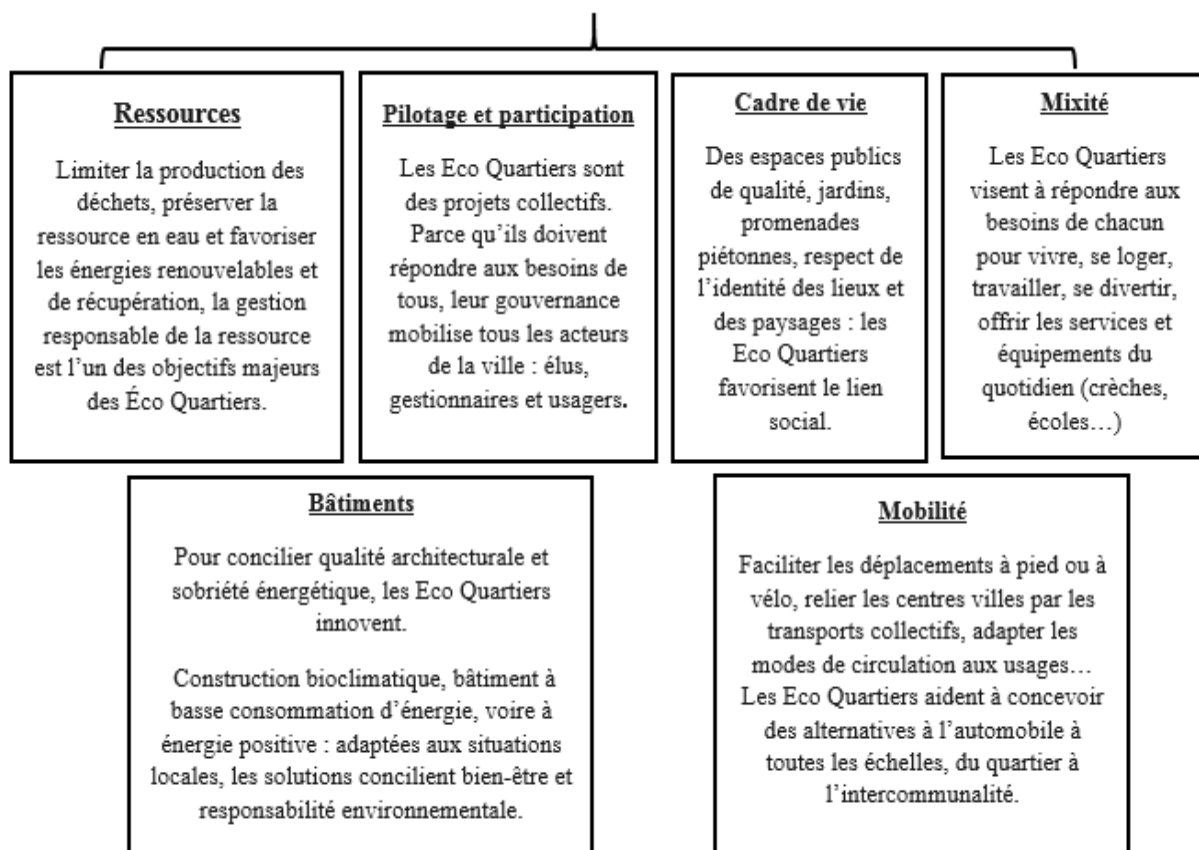 Ressources
Limiter la production des
déchets, préserver la
ressource en eau et favoriser
les énergies renouvelables et
de récupération, la gestion
responsable de la ressource
est l’un des objectifs majeurs
des Éco Quartiers.
Pilotage et participation
Les Eco Quartiers sont
des projets collectifs.
Parce qu’ils doivent
répondre aux besoins de
tous, leur gouvernance
mobilise tous les acteurs
de la ville : élus,
gestionnaires et usagers.
Cadre de vie
Des espaces publics
de qualité, jardins,
promenades
piétonnes, respect de
l’identité des lieux et
des paysages : les
Eco Quartiers
favorisent le lien
social.
Mixité
Les Eco Quartiers
visent à répondre aux
besoins de chacun
pour vivre, se loger,
travailler, se divertir,
offrir les services et
équipements du
quotidien (crèches,
écoles…)
Bâtiments
Pour concilier qualité architecturale et
sobriété énergétique, les Eco Quartiers
innovent.
Construction bioclimatique, bâtiment à
basse consommation d’énergie, voire à
énergie positive : adaptées aux situations
locales, les solutions concilient bien-être et
responsabilité environnementale.
Mobilité
Faciliter les déplacements à pied ou à
vélo, relier les centres villes par les
transports collectifs, adapter les
modes de circulation aux usages…
Les Eco Quartiers aident à concevoir
des alternatives à l’automobile à
toutes les échelles, du quartier à
l’intercommunalité.